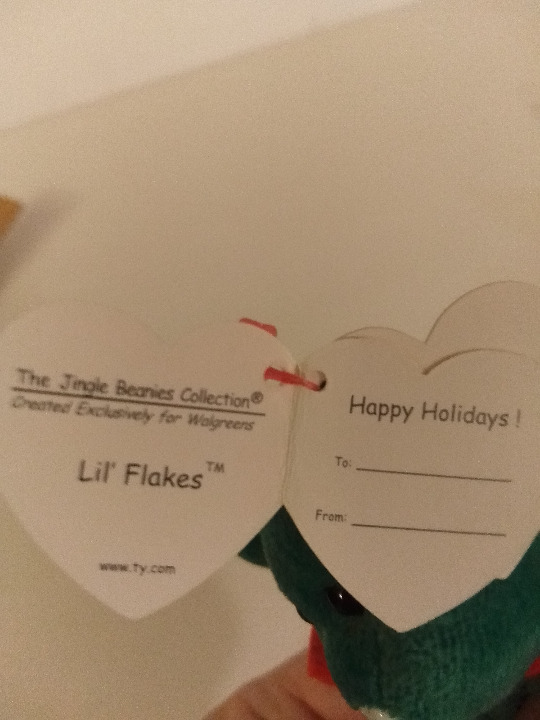 The Jingle Beanies Collection®
Created Exclusively for Walgreens
Lil' Flakes™
www.ty.com
Happy Holidays !
To:
From: